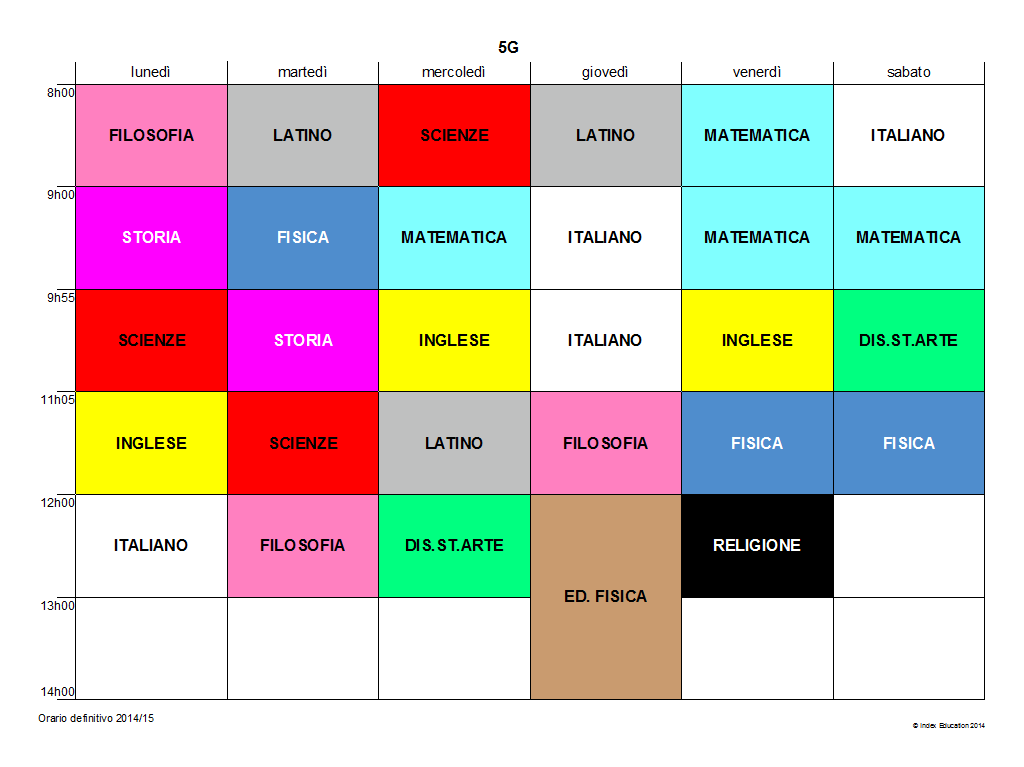 5G
lunedì martedì mercoledì giovedì venerdì sabato
8h00
FILOSOFIA LATINO SCIENZE LATINO MATEMATICA ITALIANO
9h00
STORIA FISICA MATEMATICA ITALIANO MATEMATICA MATEMATICA
9h55
SCIENZE STORIA INGLESE ITALIANO INGLESE DIS.ST.ARTE
11h05
INGLESE SCIENZE LATINO FILOSOFIA FISICA FISICA
12h00
ITALIANO FILOSOFIA DIS.ST.ARTE RELIGIONE
ED. FISICA
13h00
14h00
Orario definitivo 2014/15
© Index Education 2014